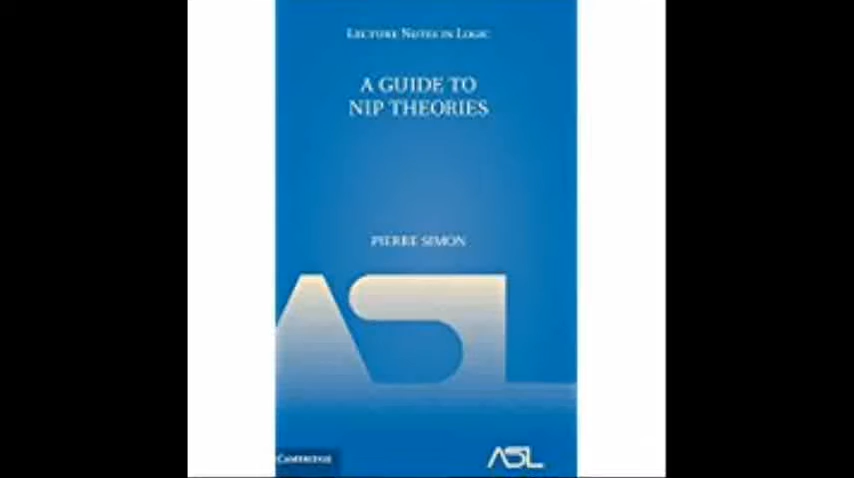 LECTURE NOTES IN LOGIC
A GUIDE TO
NIP THEORIES
PIERRE SIMON
ASL
CAMBRIDGE
ASL